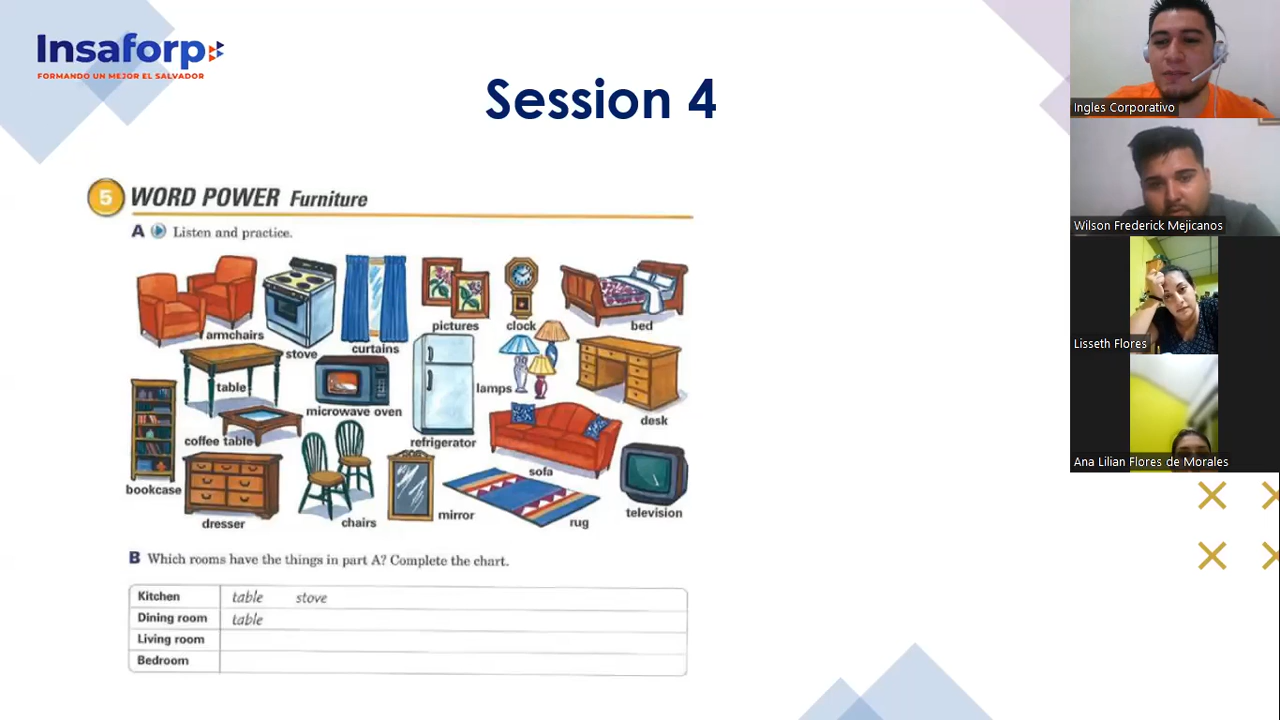 Insaforp
FORMANDO UN MEJOR EL SALVADOR
Session 4
5 WORD POWER Furniture
A Listen and practice.
armchairs
stove
curtains
pictures
clock
bed
table
microwave oven
refrigerator
lamps
desk
coffee table
sofa
bookcase
dresser
chairs
mirror
rug
television
B Which rooms have the things in part A? Complete the chart.
Kitchen table stove
Dining room table
Living room
Bedroom
Ingles Corporativo
Wilson Frederick Mejicanos
Lisseth Flores
Ana Lilian Flores de Morales